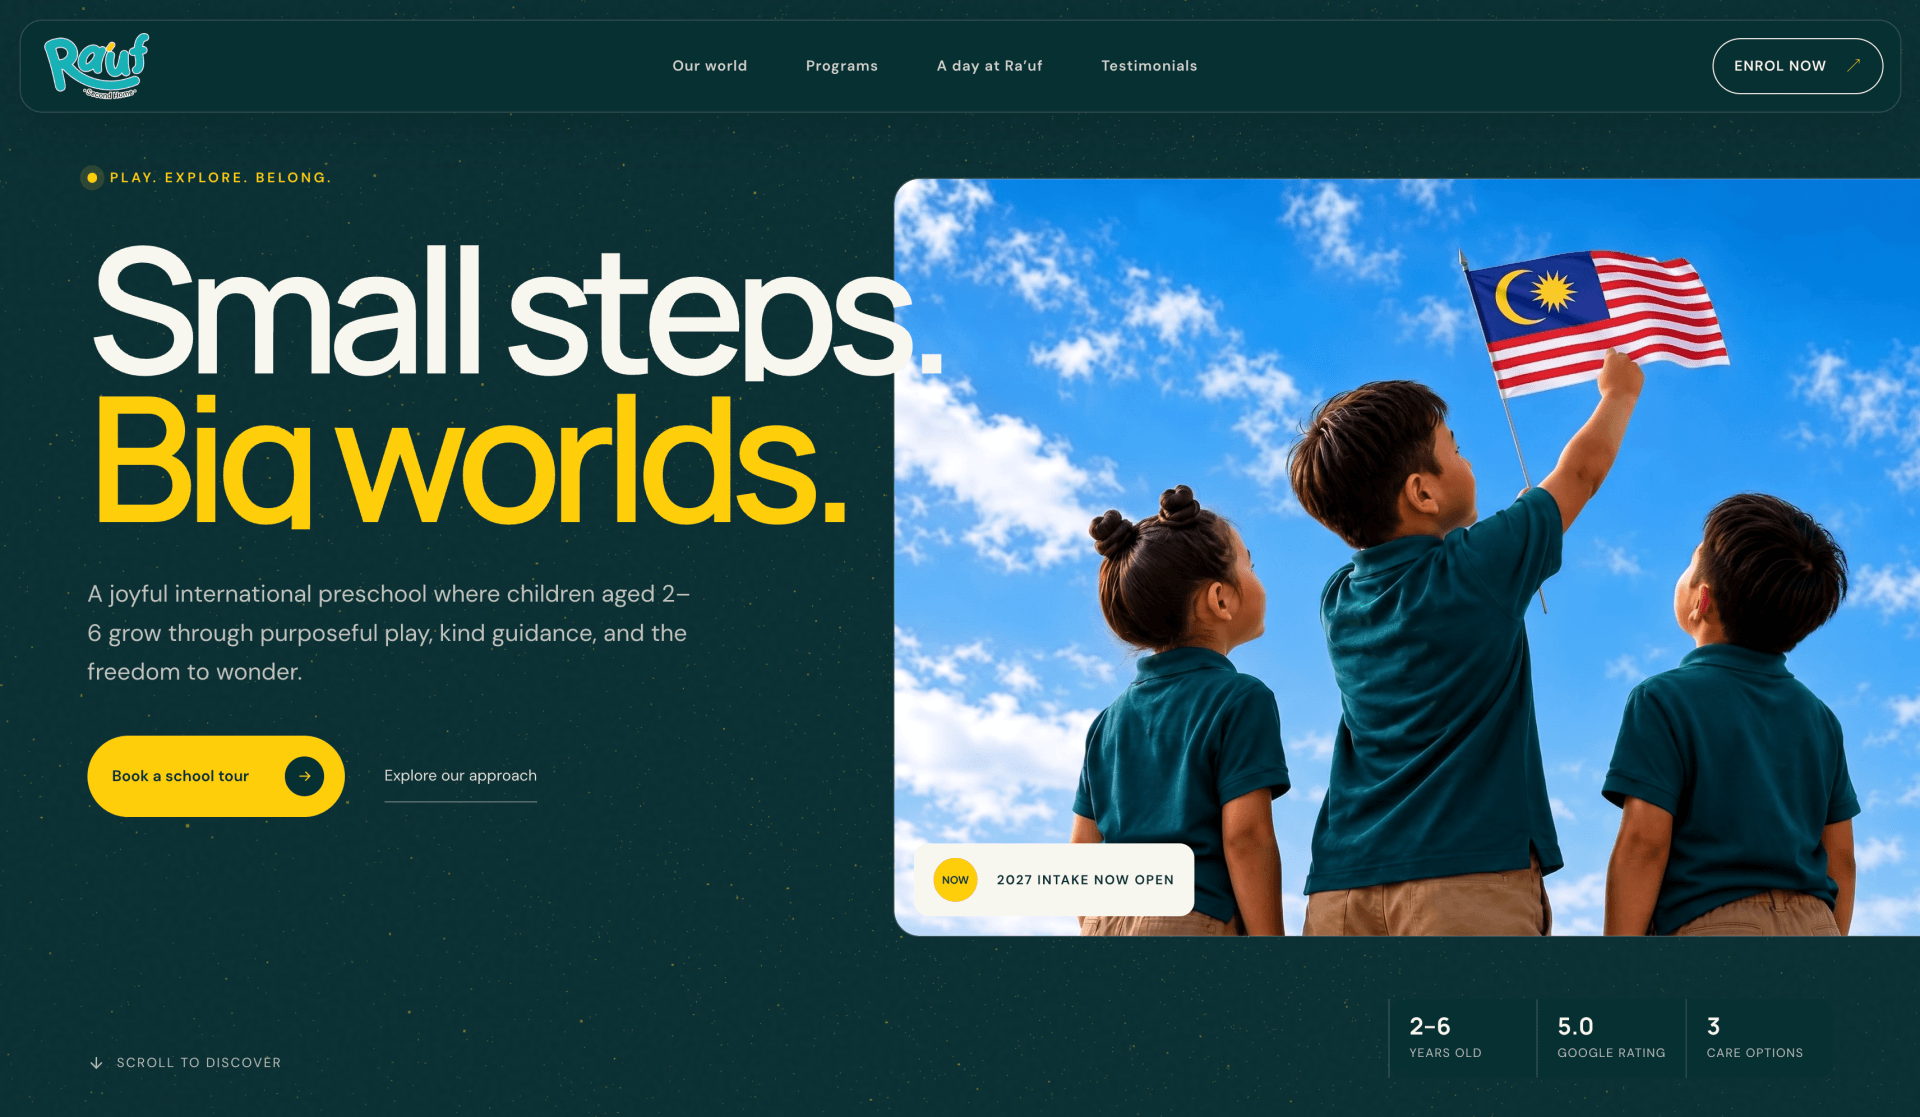 Ra'uf
Second Home
Our world
Programs
A day at Ra’uf
Testimonials
ENROL NOW
PLAY. EXPLORE. BELONG.
Small steps.
Big worlds.
A joyful international preschool where children aged 2–
6 grow through purposeful play, kind guidance, and the
freedom to wonder.
Book a school tour
Explore our approach
NOW
2027 INTAKE NOW OPEN
SCROLL TO DISCOVER
2–6
YEARS OLD
5.0
GOOGLE RATING
3
CARE OPTIONS